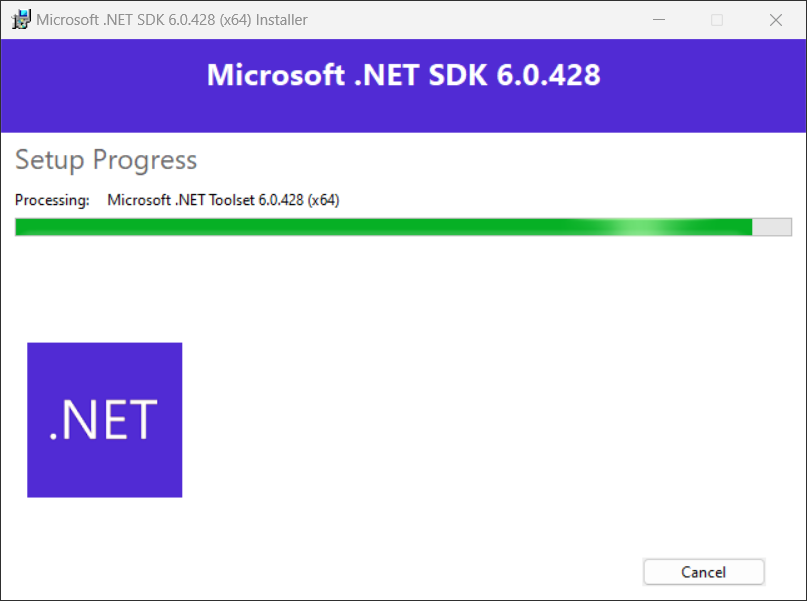 Microsoft .NET SDK 6.0.428 (x64) Installer
Microsoft .NET SDK 6.0.428
Setup Progress
Processing: Microsoft .NET Toolset 6.0.428 (x64)
.NET
Cancel